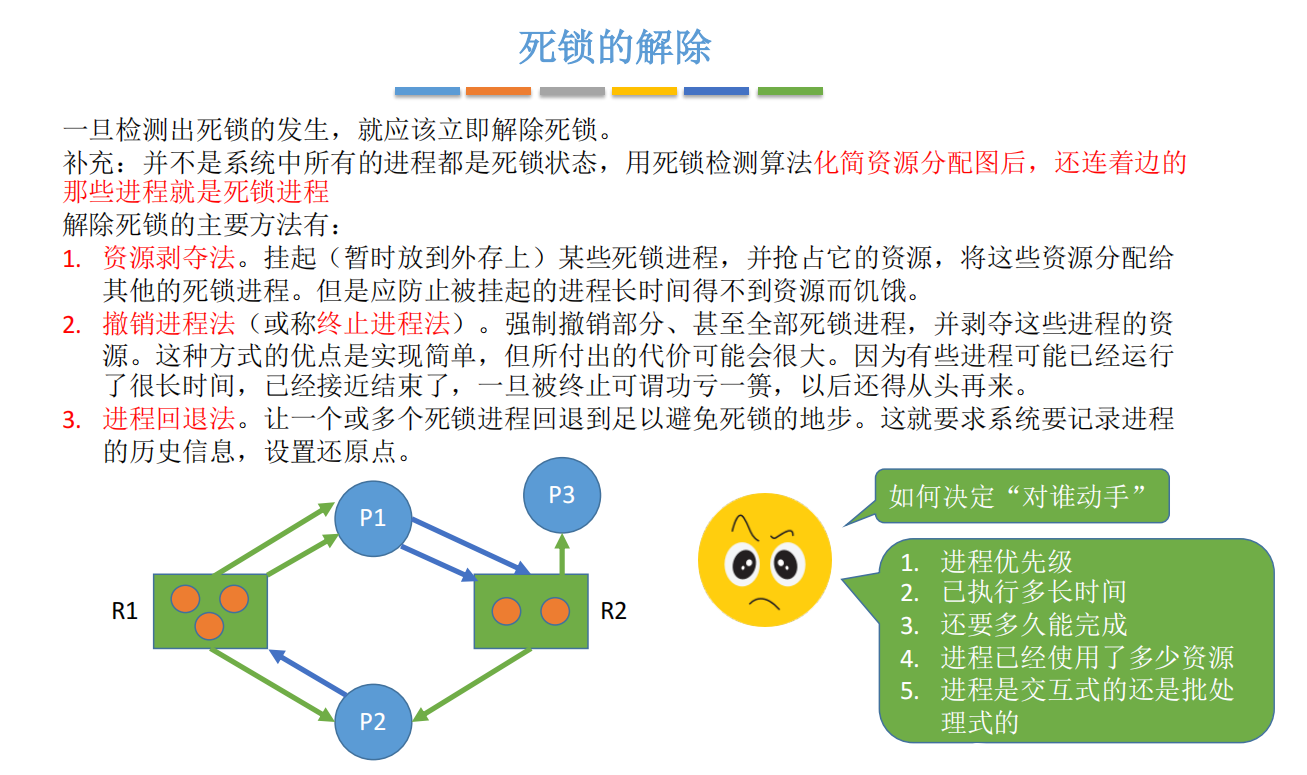 死锁的解除
一旦检测出死锁的发生，就应该立即解除死锁。
补充：并不是系统中所有的进程都是死锁状态，用死锁检测算法化简资源分配图后，还连着边的
那些进程就是死锁进程
解除死锁的主要方法有：
1. 资源剥夺法。挂起（暂时放到外存上）某些死锁进程，并抢占它的资源，将这些资源分配给
其他的死锁进程。但是应防止被挂起的进程长时间得不到资源而饥饿。
2. 撤销进程法（或称终止进程法）。强制撤销部分、甚至全部死锁进程，并剥夺这些进程的资
源。这种方式的优点是实现简单，但所付出的代价可能会很大。因为有些进程可能已经运行
了很长时间，已经接近结束了，一旦被终止可谓功亏一篑，以后还得从头再来。
3. 进程回退法。让一个或多个死锁进程回退到足以避免死锁的地步。这就要求系统要记录进程
的历史信息，设置还原点。
P1
P3
R1
R2
P2
如何决定“对谁动手”
1. 进程优先级
2. 已执行多长时间
3. 还要多久能完成
4. 进程已经使用了多少资源
5. 进程是交互式的还是批处
理式的